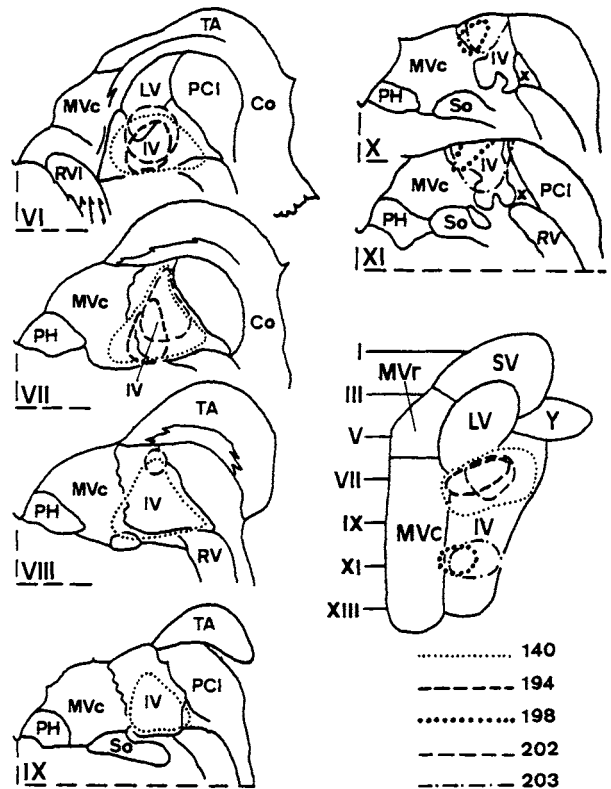 TA
MVc
LV
PCI
Co
IV
RVI
VI
MVc
Co
PH
IV
VII
TA
MVc
IV
PH
RV
VIII
TA
MVc
IV
PCI
PH
So
IX
MVc
IV
x
PH
So
X
MVc
IV
x
PCI
PH
So
RV
XI
I
SV
MVr
III
LV
Y
V
VII
IX
MVc
IV
XI
XIII
140
194
198
202
203